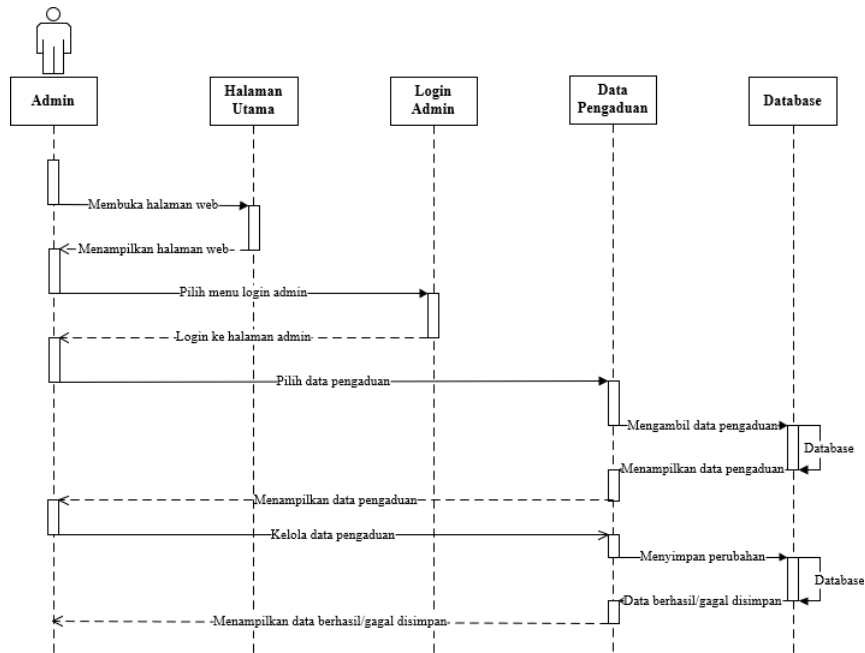 Admin
Halaman
Utama
Login
Admin
Data
Pengaduan
Database
Membuka halaman web
Menampilkan halaman web
Pilih menu login admin
Login ke halaman admin
Pilih data pengaduan
Mengambil data pengaduan
Database
Menampilkan data pengaduan
Menampilkan data pengaduan
Kelola data pengaduan
Menyimpan perubahan
Database
Data berhasil/gagal disimpan
Menampilkan data berhasil/gagal disimpan